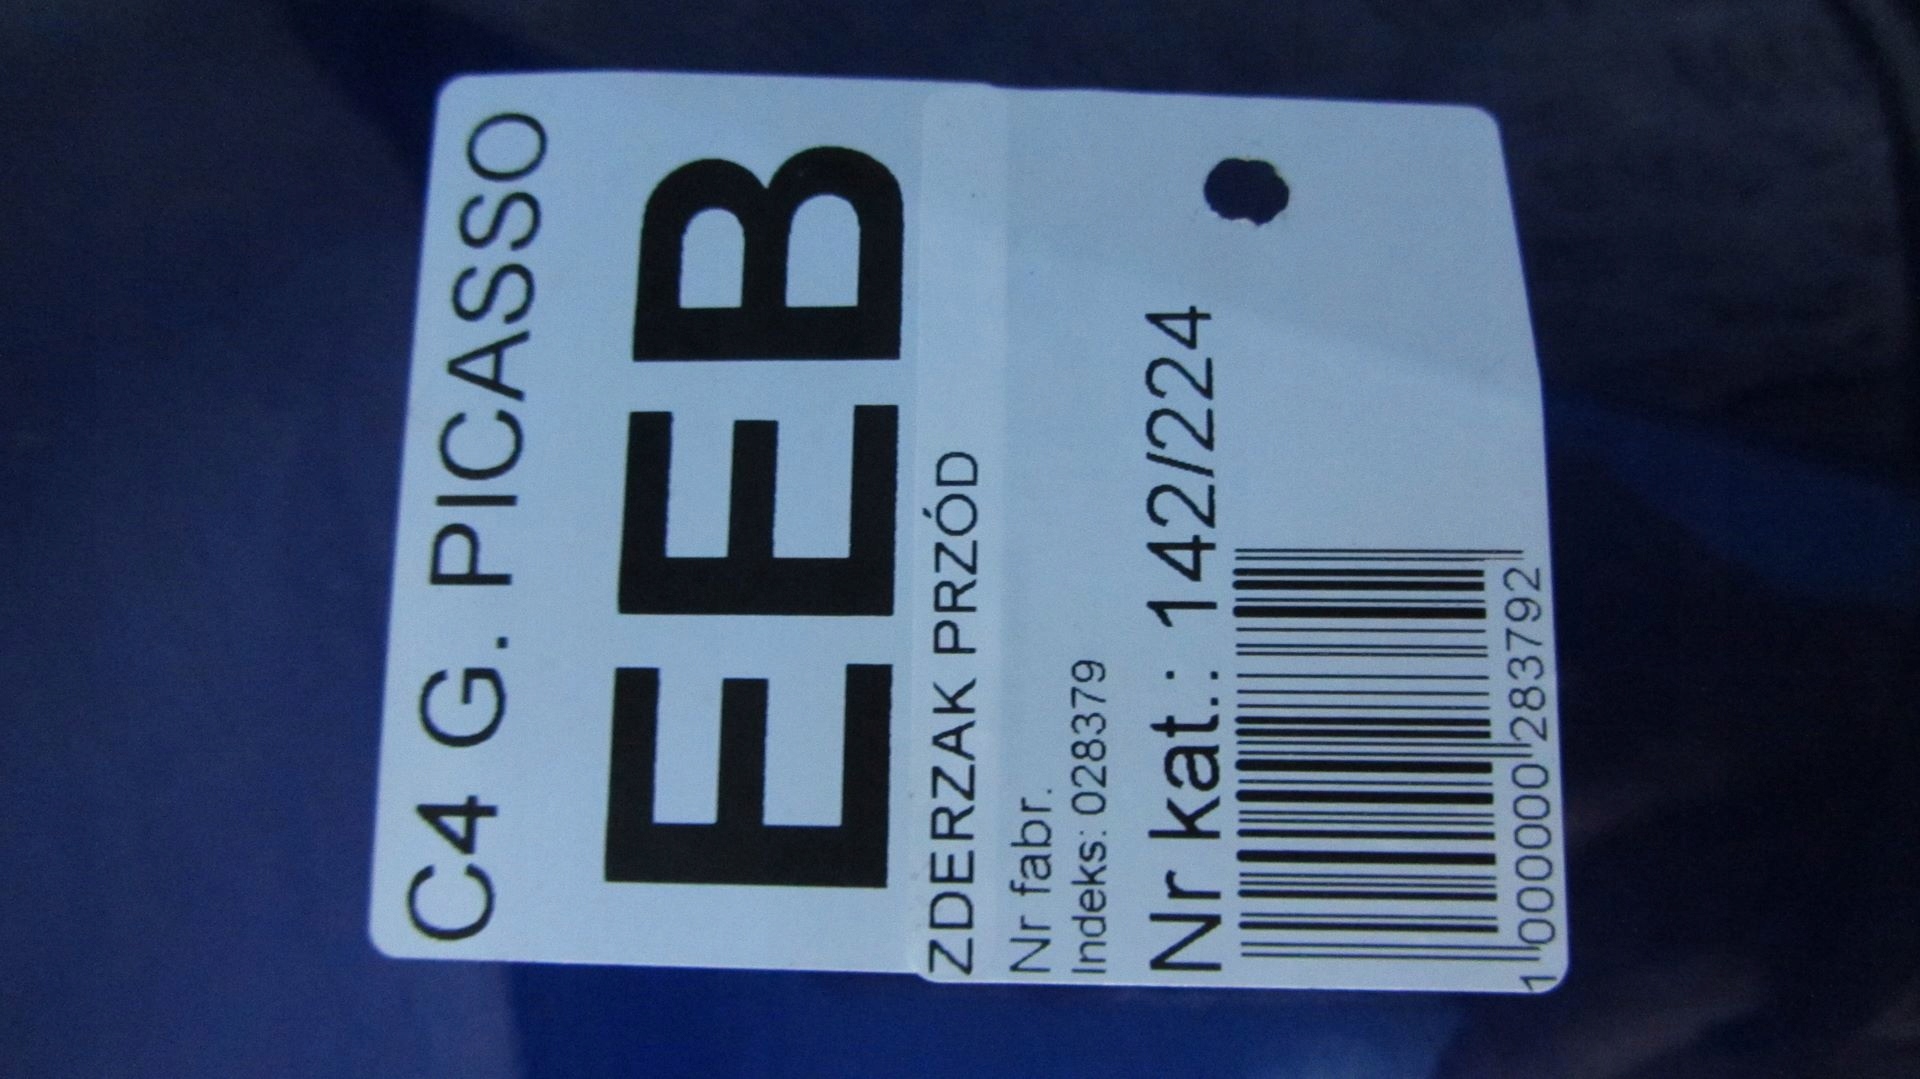 C4 G. PICASSO
EEB
ZDERZAK PRZÓD
Nr fabr.
Indeks: 028379
Nr kat.: 142/224
1000000283792